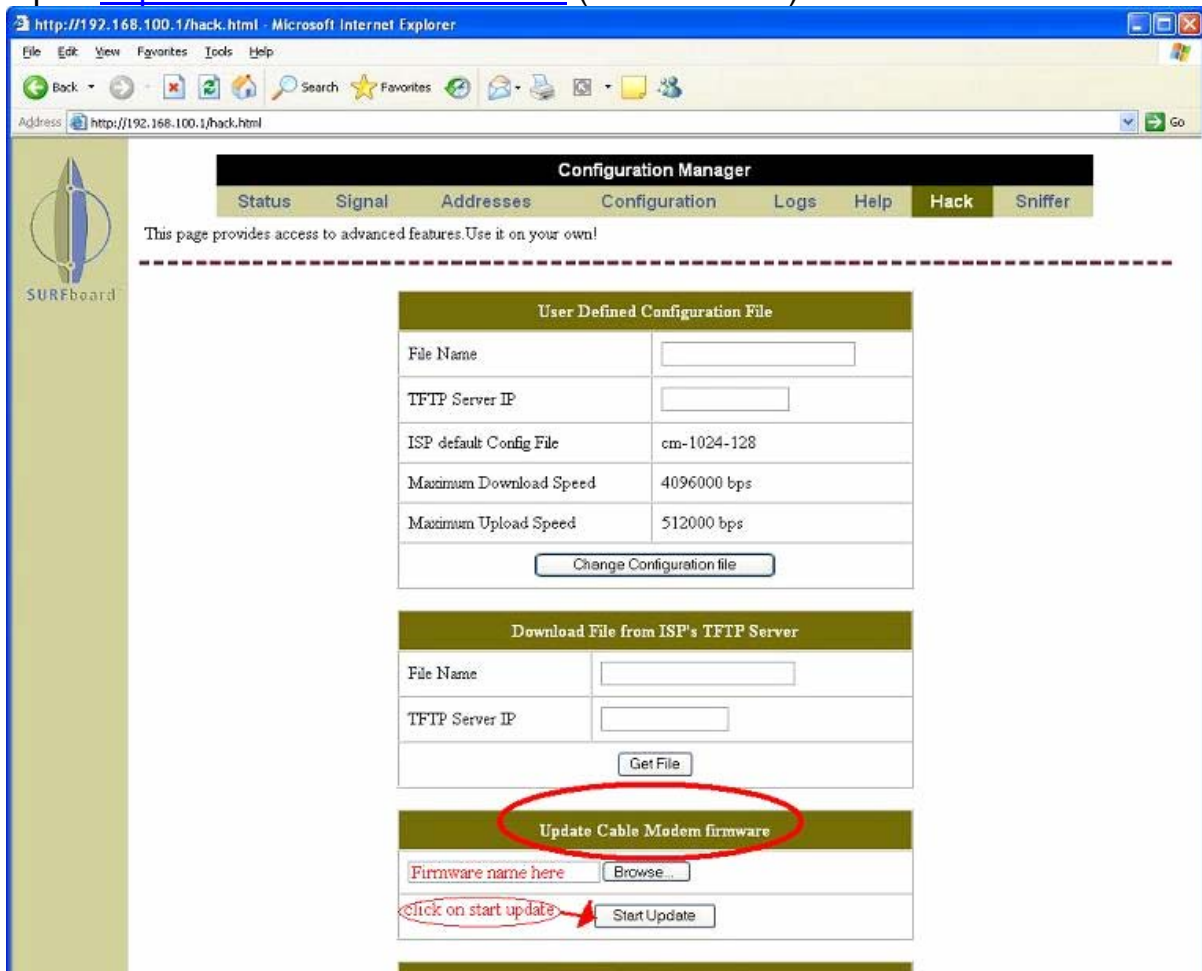 http://192.168.100.1/hack.html - Microsoft Internet Explorer
File Edit View Favorites Tools Help
Back Search Favorites
Address http://192.168.100.1/hack.html Go
Configuration Manager
Status Signal Addresses Configuration Logs Help Hack Sniffer
This page provides access to advanced features.Use it on your own!
SURFboard
User Defined Configuration File
File Name
TFTP Server IP
ISP default Config File cm-1024-128
Maximum Download Speed 4096000 bps
Maximum Upload Speed 512000 bps
Change Configuration file
Download File from ISP's TFTP Server
File Name
TFTP Server IP
Get File
Update Cable Modem firmware
Firmware name here Browse...
click on start update Start Update